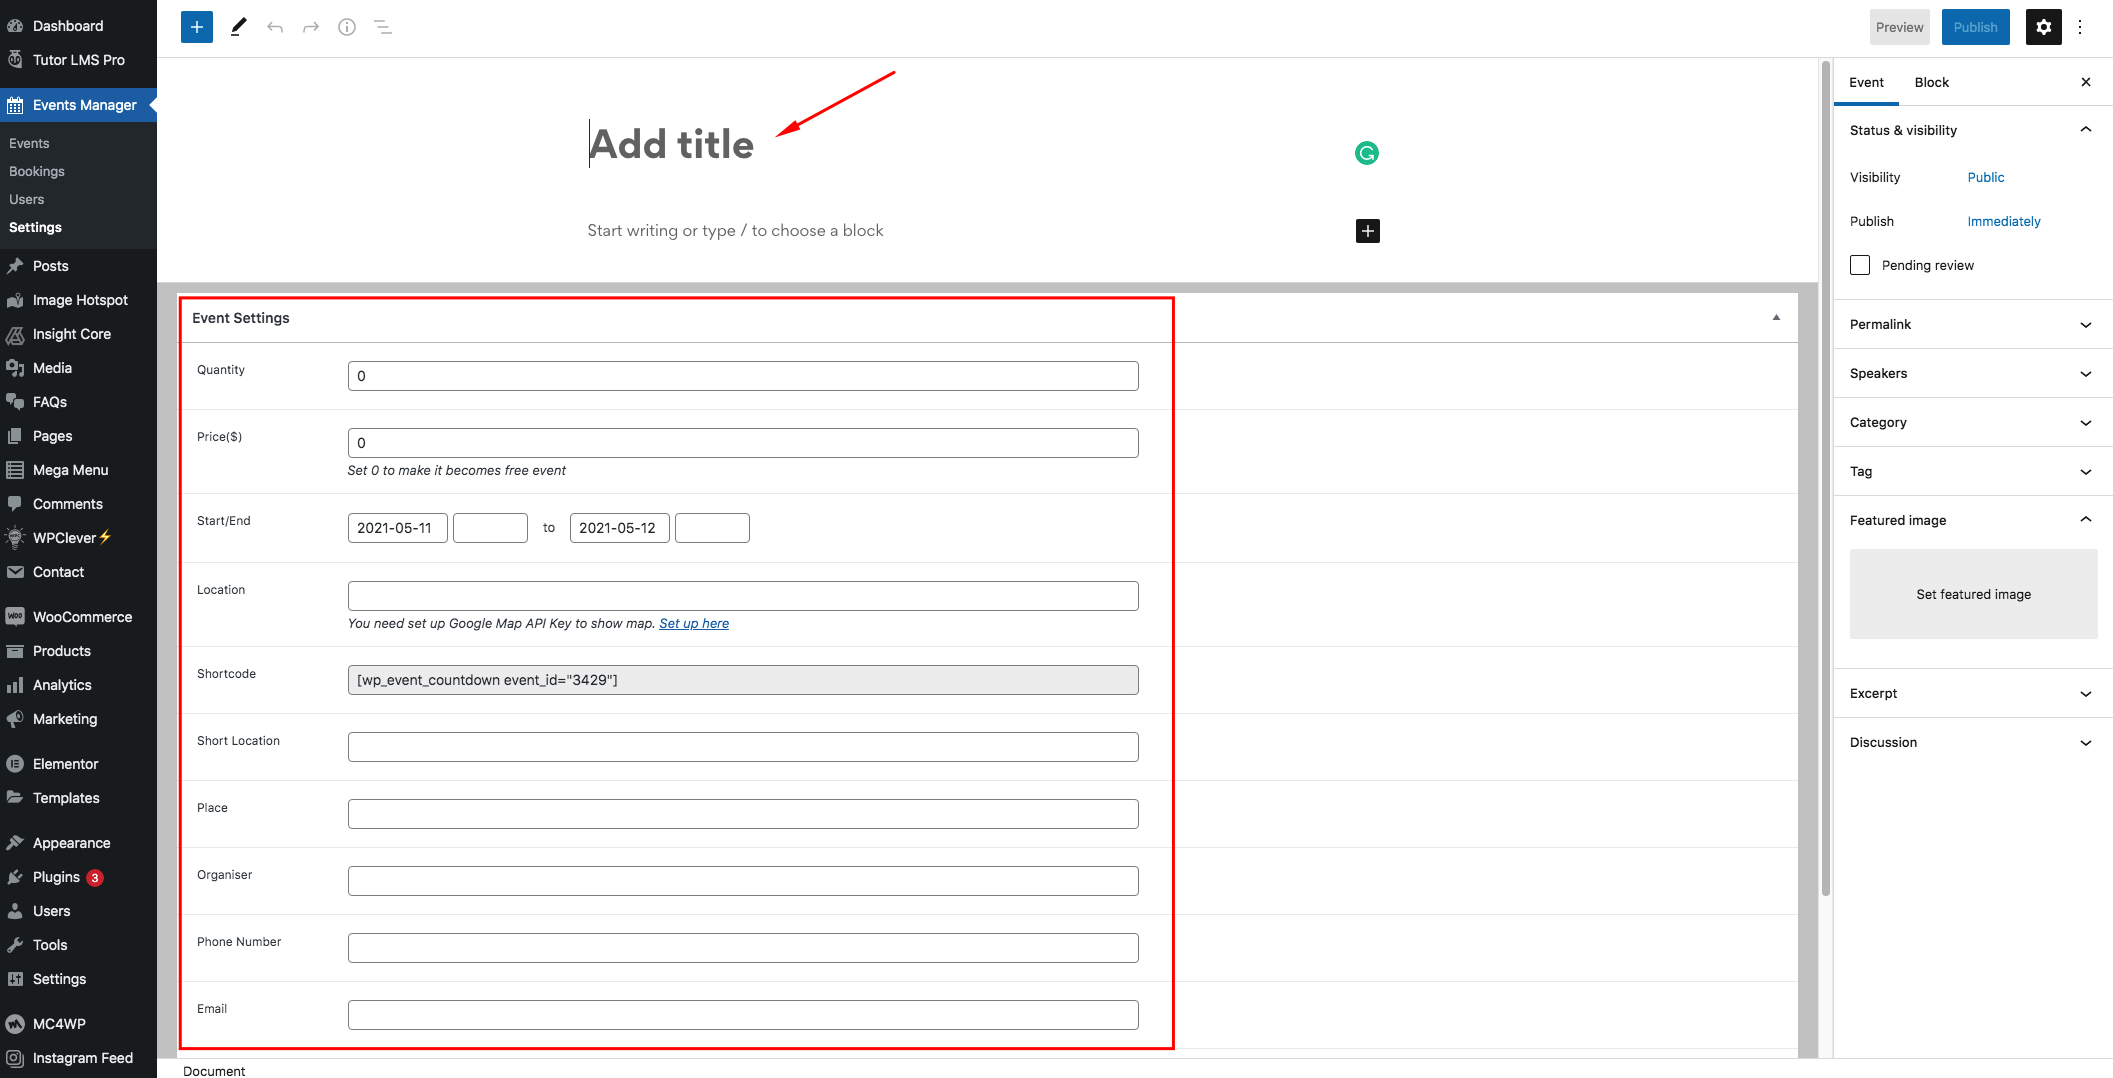 Dashboard
Tutor LMS Pro
Events Manager
Events
Bookings
Users
Settings
Posts
Image Hotspot
Insight Core
Media
FAQs
Pages
Mega Menu
Comments
WPClever⚡
Contact
WooCommerce
Products
Analytics
Marketing
Elementor
Templates
Appearance
Plugins 3
Users
Tools
Settings
MC4WP
Instagram Feed
Preview
Publish
Add title
Start writing or type / to choose a block
Event Settings
Quantity
0
Price($)
0
Set 0 to make it becomes free event
Start/End
2021-05-11 to 2021-05-12
Location
You need set up Google Map API Key to show map. Set up here
Shortcode
[wp_event_countdown event_id="3429"]
Short Location
Place
Organiser
Phone Number
Email
Document
Event Block
Status & visibility
Visibility Public
Publish Immediately
Pending review
Permalink
Speakers
Category
Tag
Featured image
Set featured image
Excerpt
Discussion